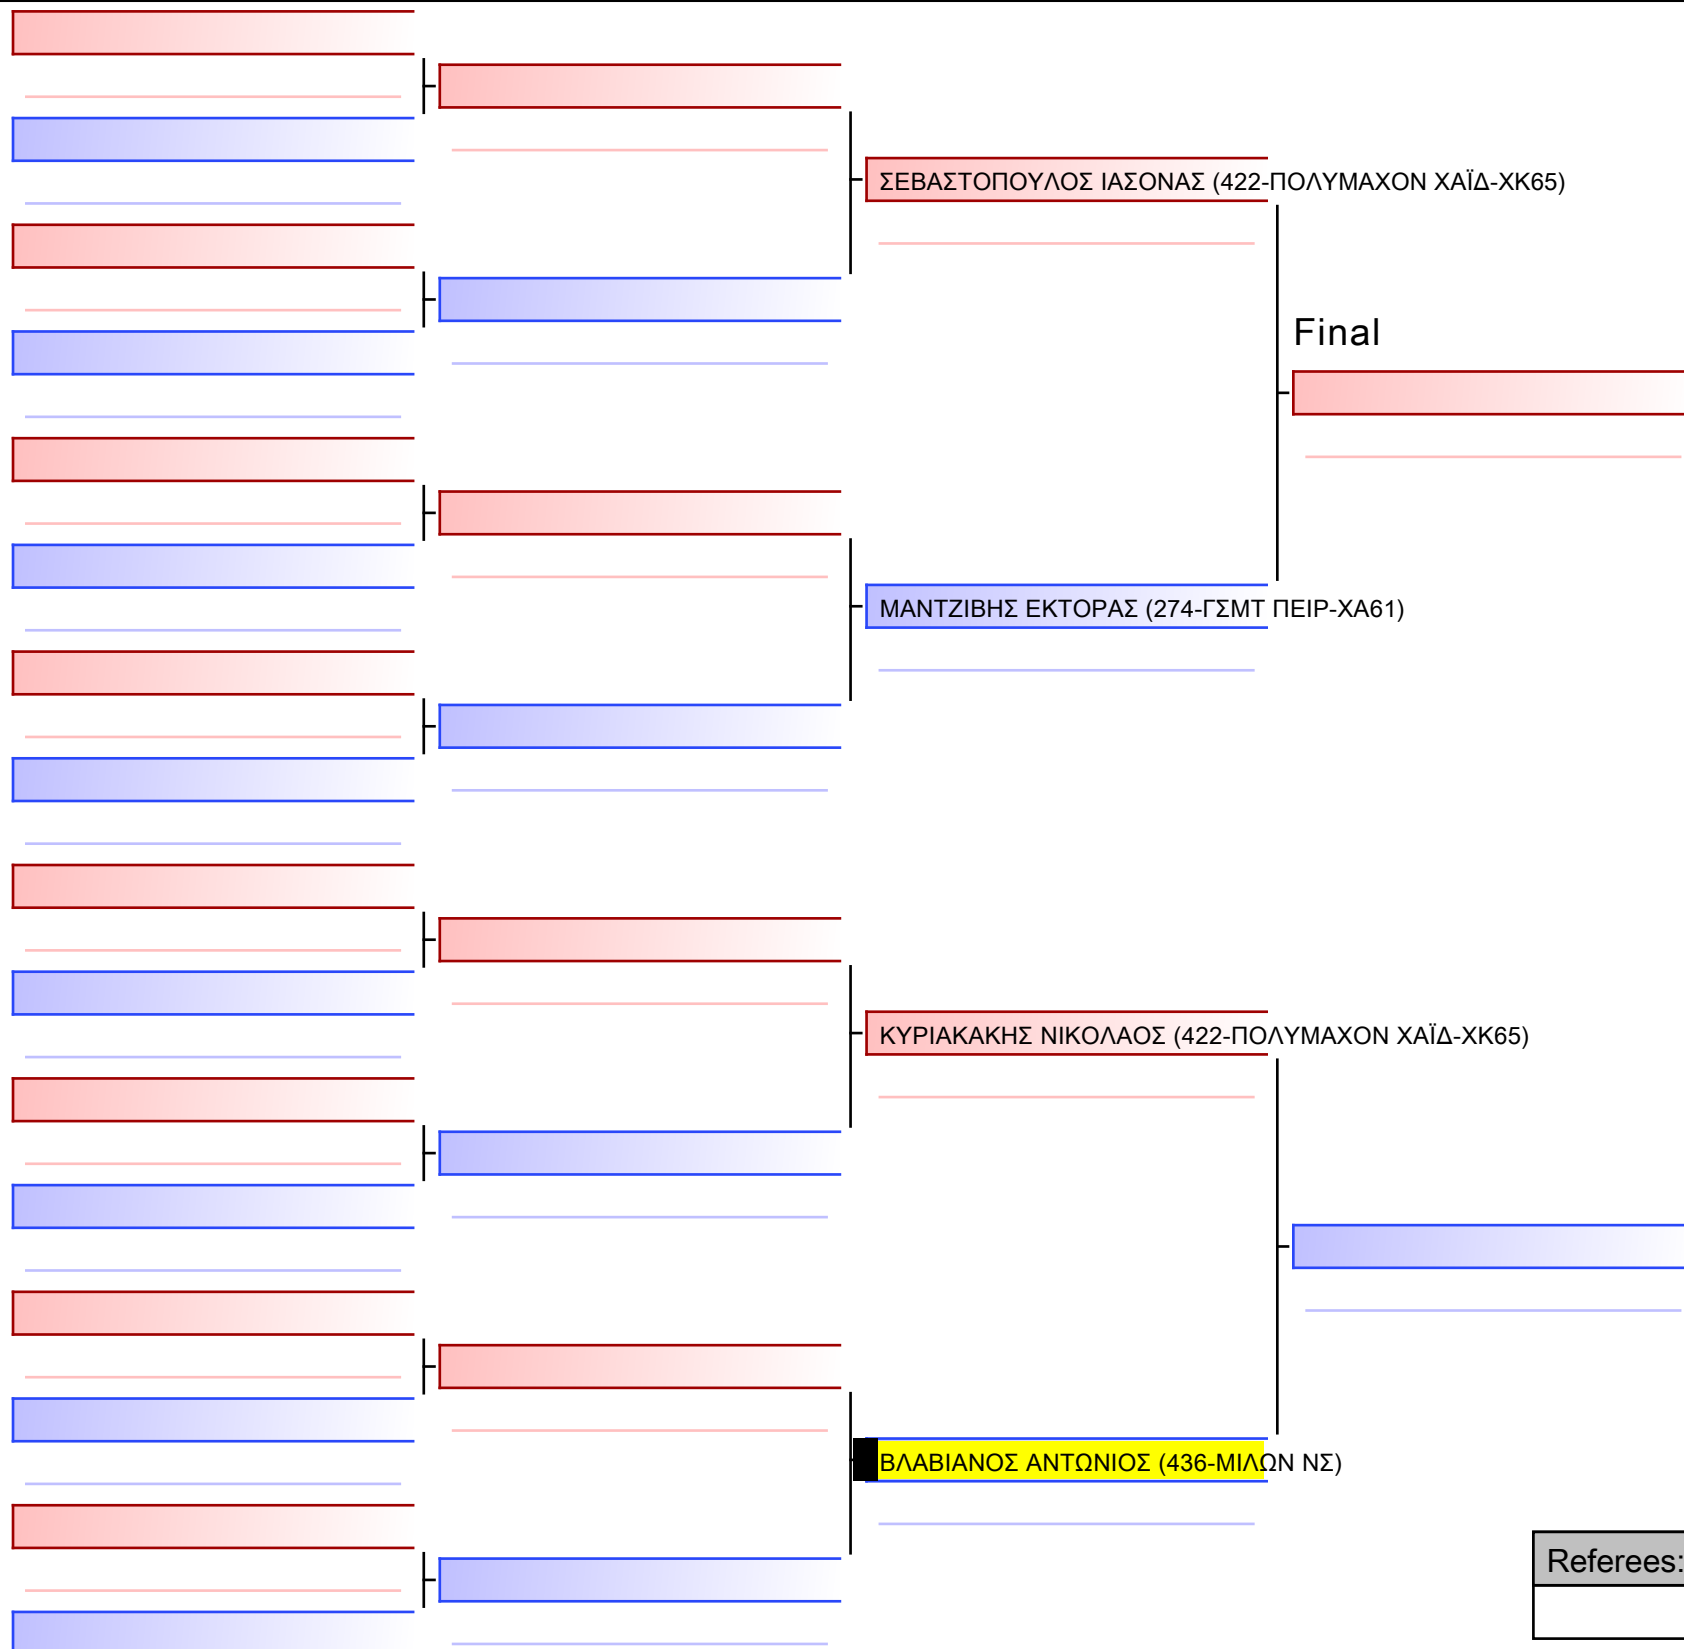 ΣΕΒΑΣΤΟΠΟΥΛΟΣ ΙΑΣΟΝΑΣ (422-ΠΟΛΥΜΑΧΟΝ ΧΑΪΔ-ΧΚ65)
Final
ΜΑΝΤΖΙΒΗΣ ΕΚΤΟΡΑΣ (274-ΓΣΜΤ ΠΕΙΡ-ΧΑ61)
ΚΥΡΙΑΚΑΚΗΣ ΝΙΚΟΛΑΟΣ (422-ΠΟΛΥΜΑΧΟΝ ΧΑΪΔ-ΧΚ65)
ΒΛΑΒΙΑΝΟΣ ΑΝΤΩΝΙΟΣ (436-ΜΙΛΩΝ ΝΣ)
Referees: